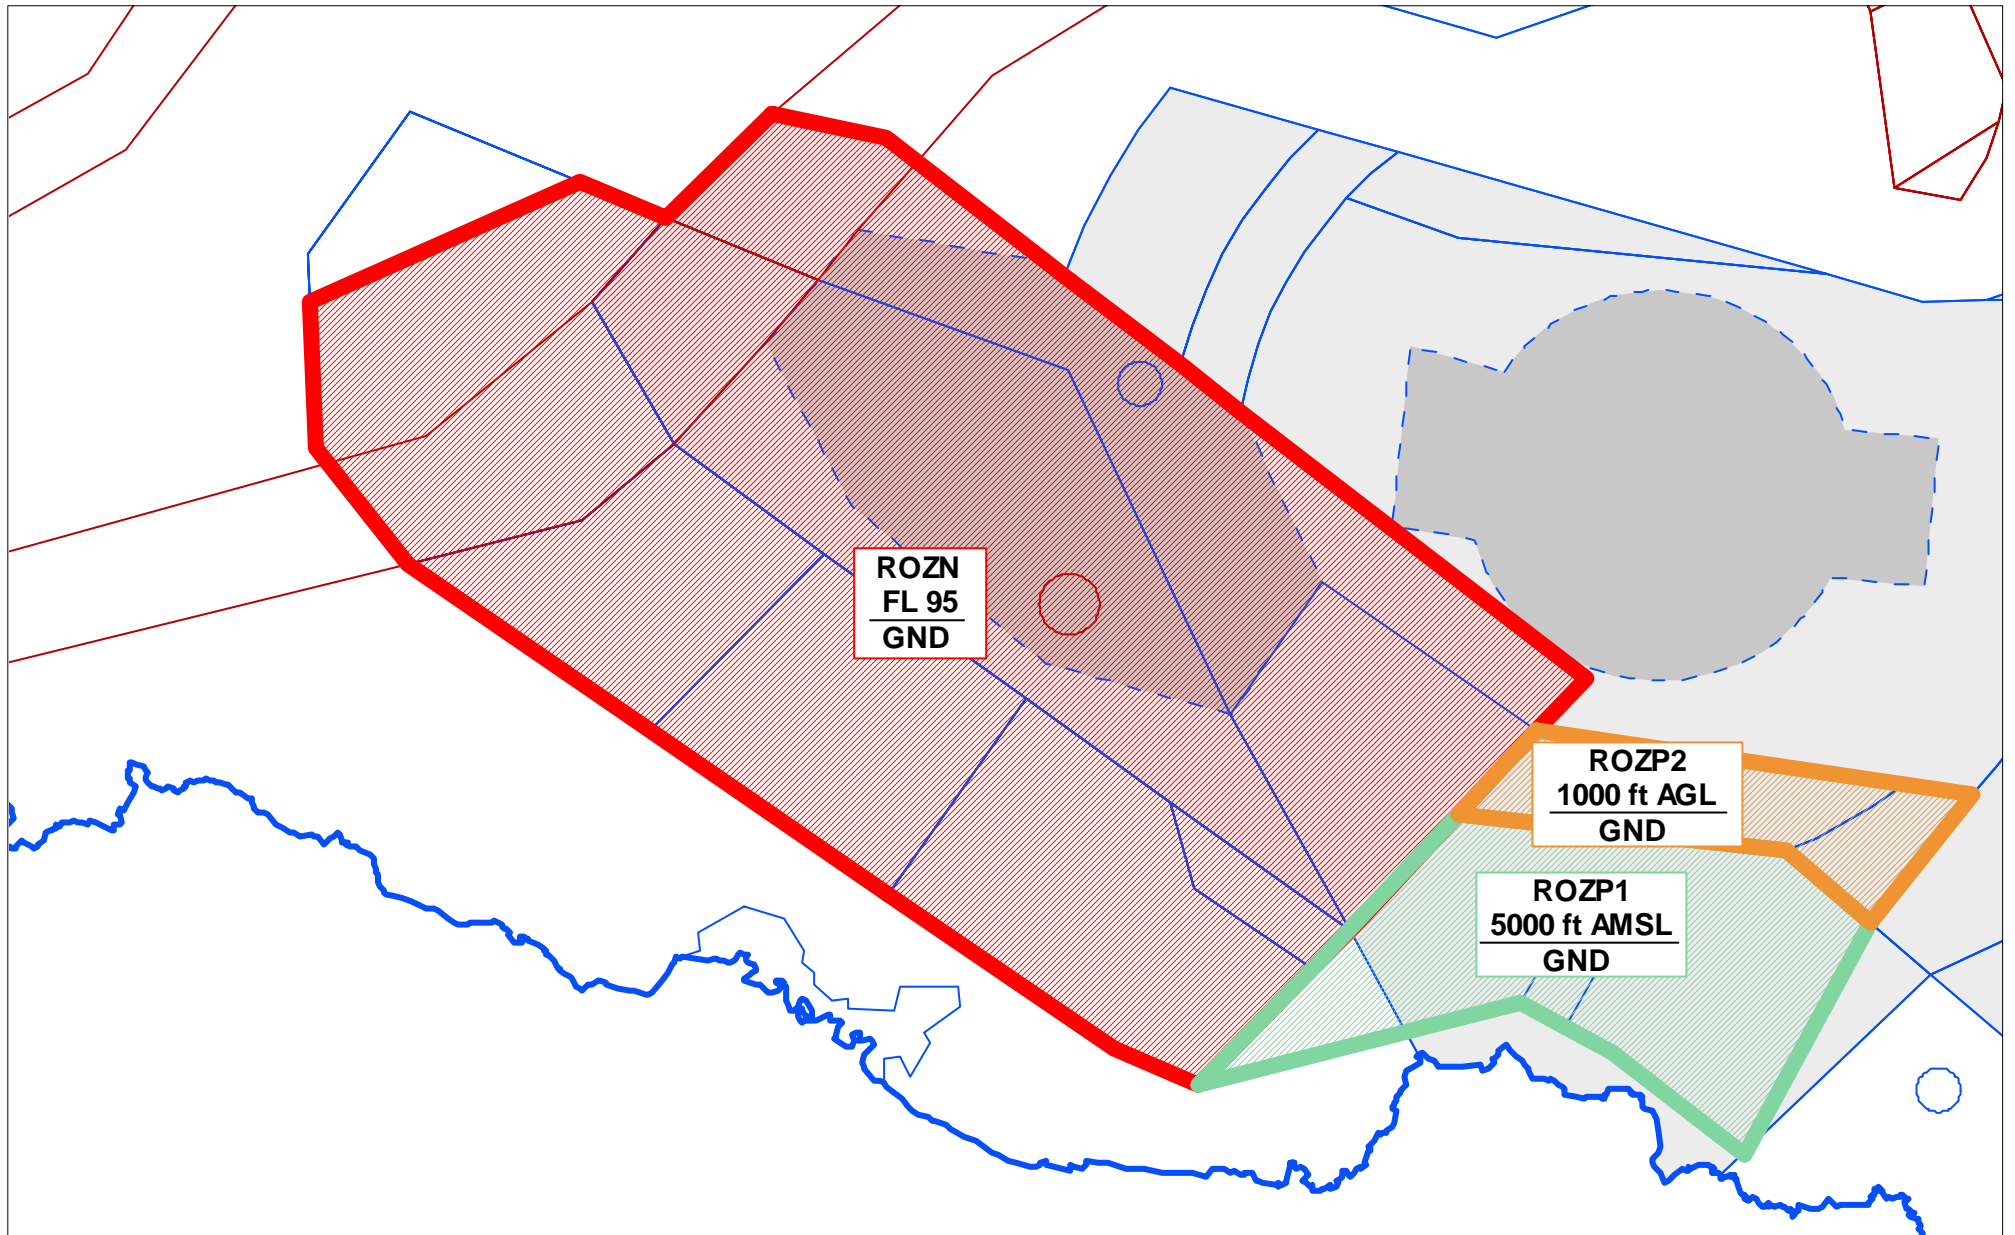 ROZN
FL 95
GND
ROZP2
1000 ft AGL
GND
ROZP1
5000 ft AMSL
GND